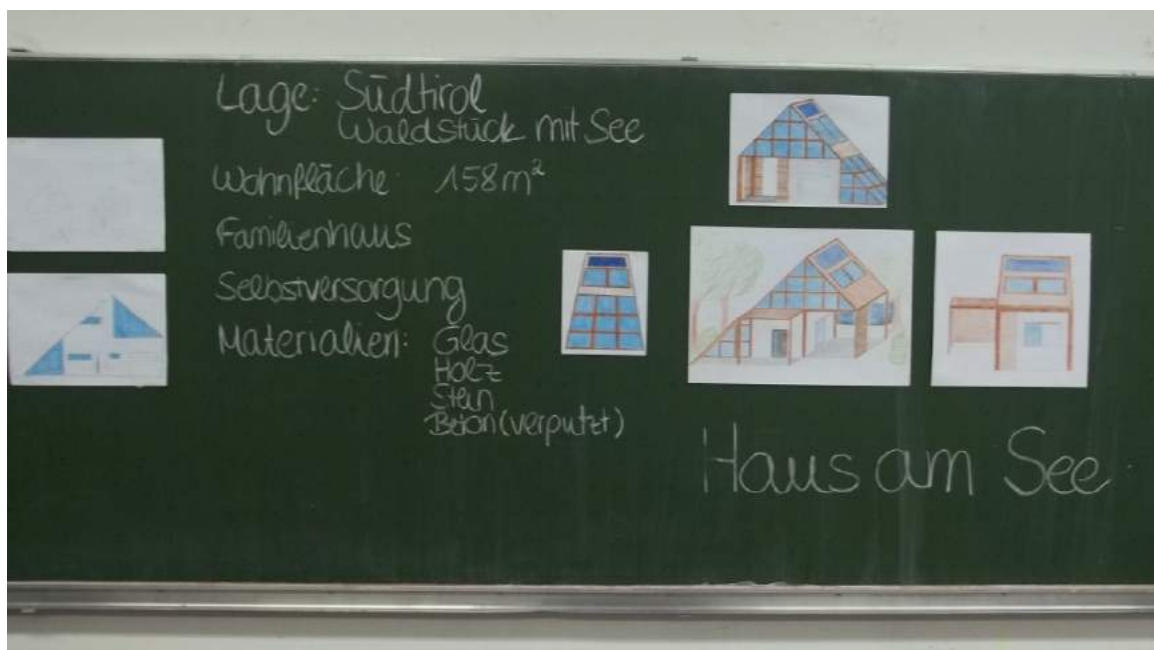 Lage: Südtirol
Waldstück mit See
Wohnfläche: 158m²
Familienhaus
Selbstversorgung
Materialien: Glas
Holz
Stein
Beton (verputzt)
Haus am See